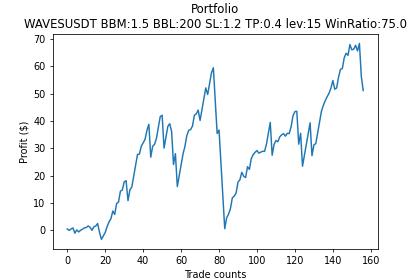 Portfolio
WAVESUSDT BBM:1.5 BBL:200 SL:1.2 TP:0.4 lev:15 WinRatio:75.0
70
60
50
40
30
20
10
0
Profit ($)
0 20 40 60 80 100 120 140 160
Trade counts